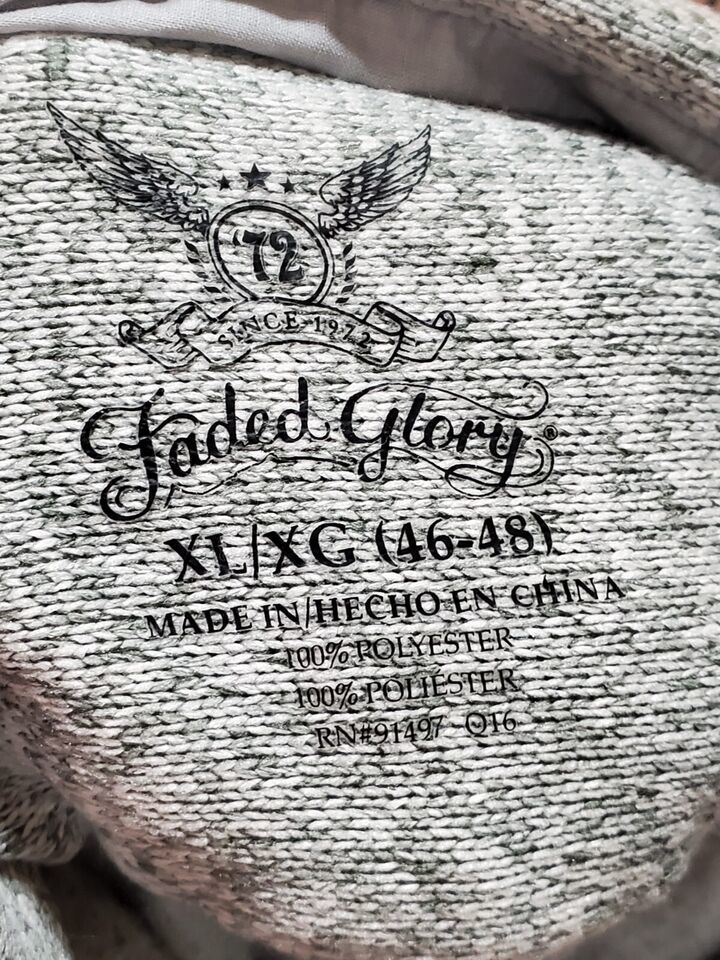 '72
SINCE 1972
Faded Glory®
XL/XG (46-48)
MADE IN/HECHO EN CHINA
100% POLYESTER
100% POLIÉSTER
RN#91497 O16